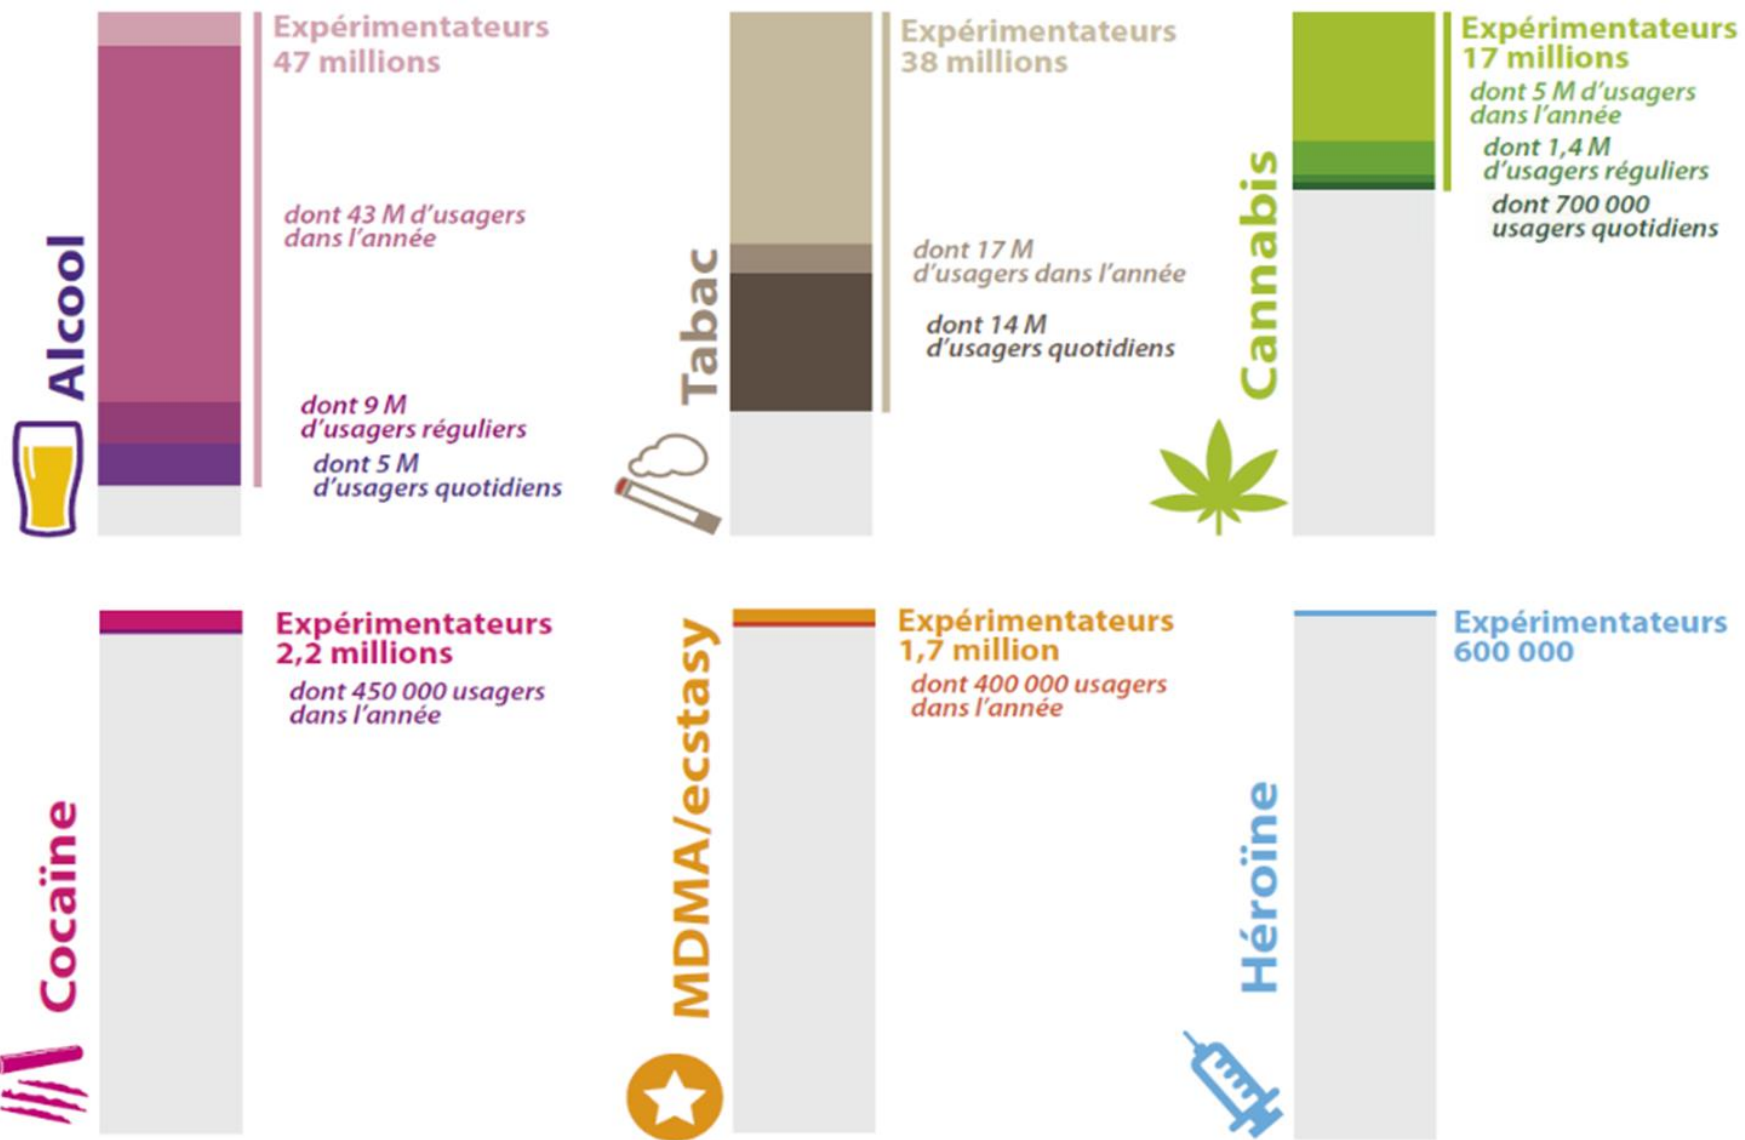 Alcool
Expérimentateurs
47 millions
dont 43 M d'usagers
dans l'année
dont 9 M
d'usagers réguliers
dont 5 M
d'usagers quotidiens
Tabac
Expérimentateurs
38 millions
dont 17 M
d'usagers dans l'année
dont 14 M
d'usagers quotidiens
Cannabis
Expérimentateurs
17 millions
dont 5 M d'usagers
dans l'année
dont 1,4 M
d'usagers réguliers
dont 700 000
usagers quotidiens
Cocaïne
Expérimentateurs
2,2 millions
dont 450 000 usagers
dans l'année
MDMA/ecstasy
Expérimentateurs
1,7 million
dont 400 000 usagers
dans l'année
Héroïne
Expérimentateurs
600 000